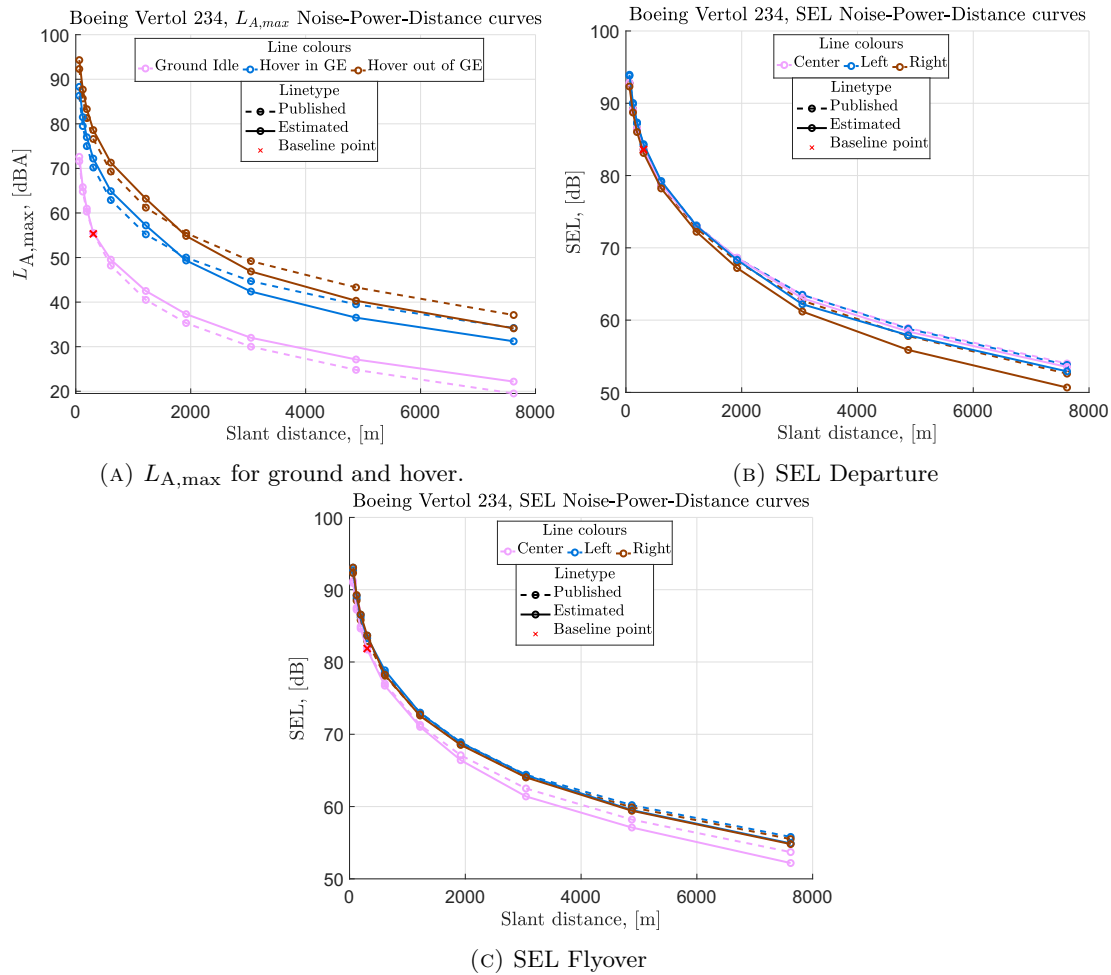 Boeing Vertol 234, L_{A,max} Noise-Power-Distance curves
Line colours
Ground Idle Hover in GE Hover out of GE
Linetype
Published
Estimated
Baseline point
100
90
80
70
60
50
40
30
20
L_{A,max}, [dBA]
0 2000 4000 6000 8000
Slant distance, [m]
(A) L_{A,max} for ground and hover.
Boeing Vertol 234, SEL Noise-Power-Distance curves
Line colours
Center Left Right
Linetype
Published
Estimated
Baseline point
100
90
80
70
60
50
SEL, [dB]
0 2000 4000 6000 8000
Slant distance, [m]
(B) SEL Departure
Boeing Vertol 234, SEL Noise-Power-Distance curves
Line colours
Center Left Right
Linetype
Published
Estimated
Baseline point
100
90
80
70
60
50
SEL, [dB]
0 2000 4000 6000 8000
Slant distance, [m]
(C) SEL Flyover